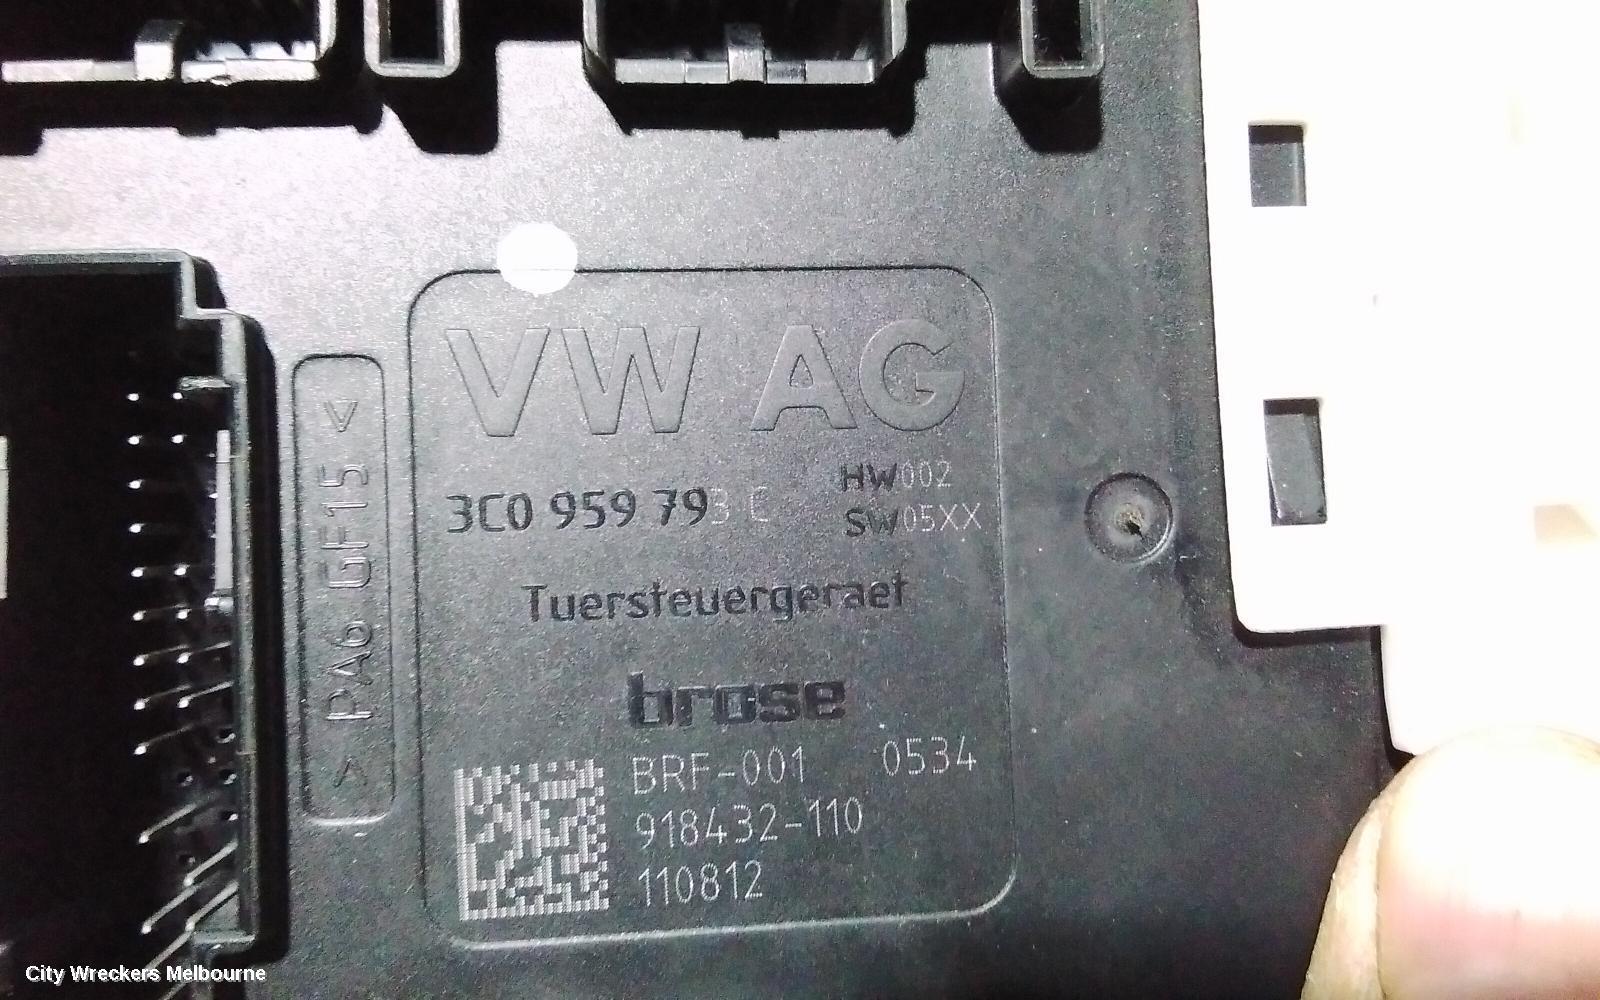 VW AG
3C0 959 793 C
HW002
SW05XX
Tuersteuergeraet
brose
BRF-001 0534
918432-110
110812
> PA6 GF15 <
City Wreckers Melbourne